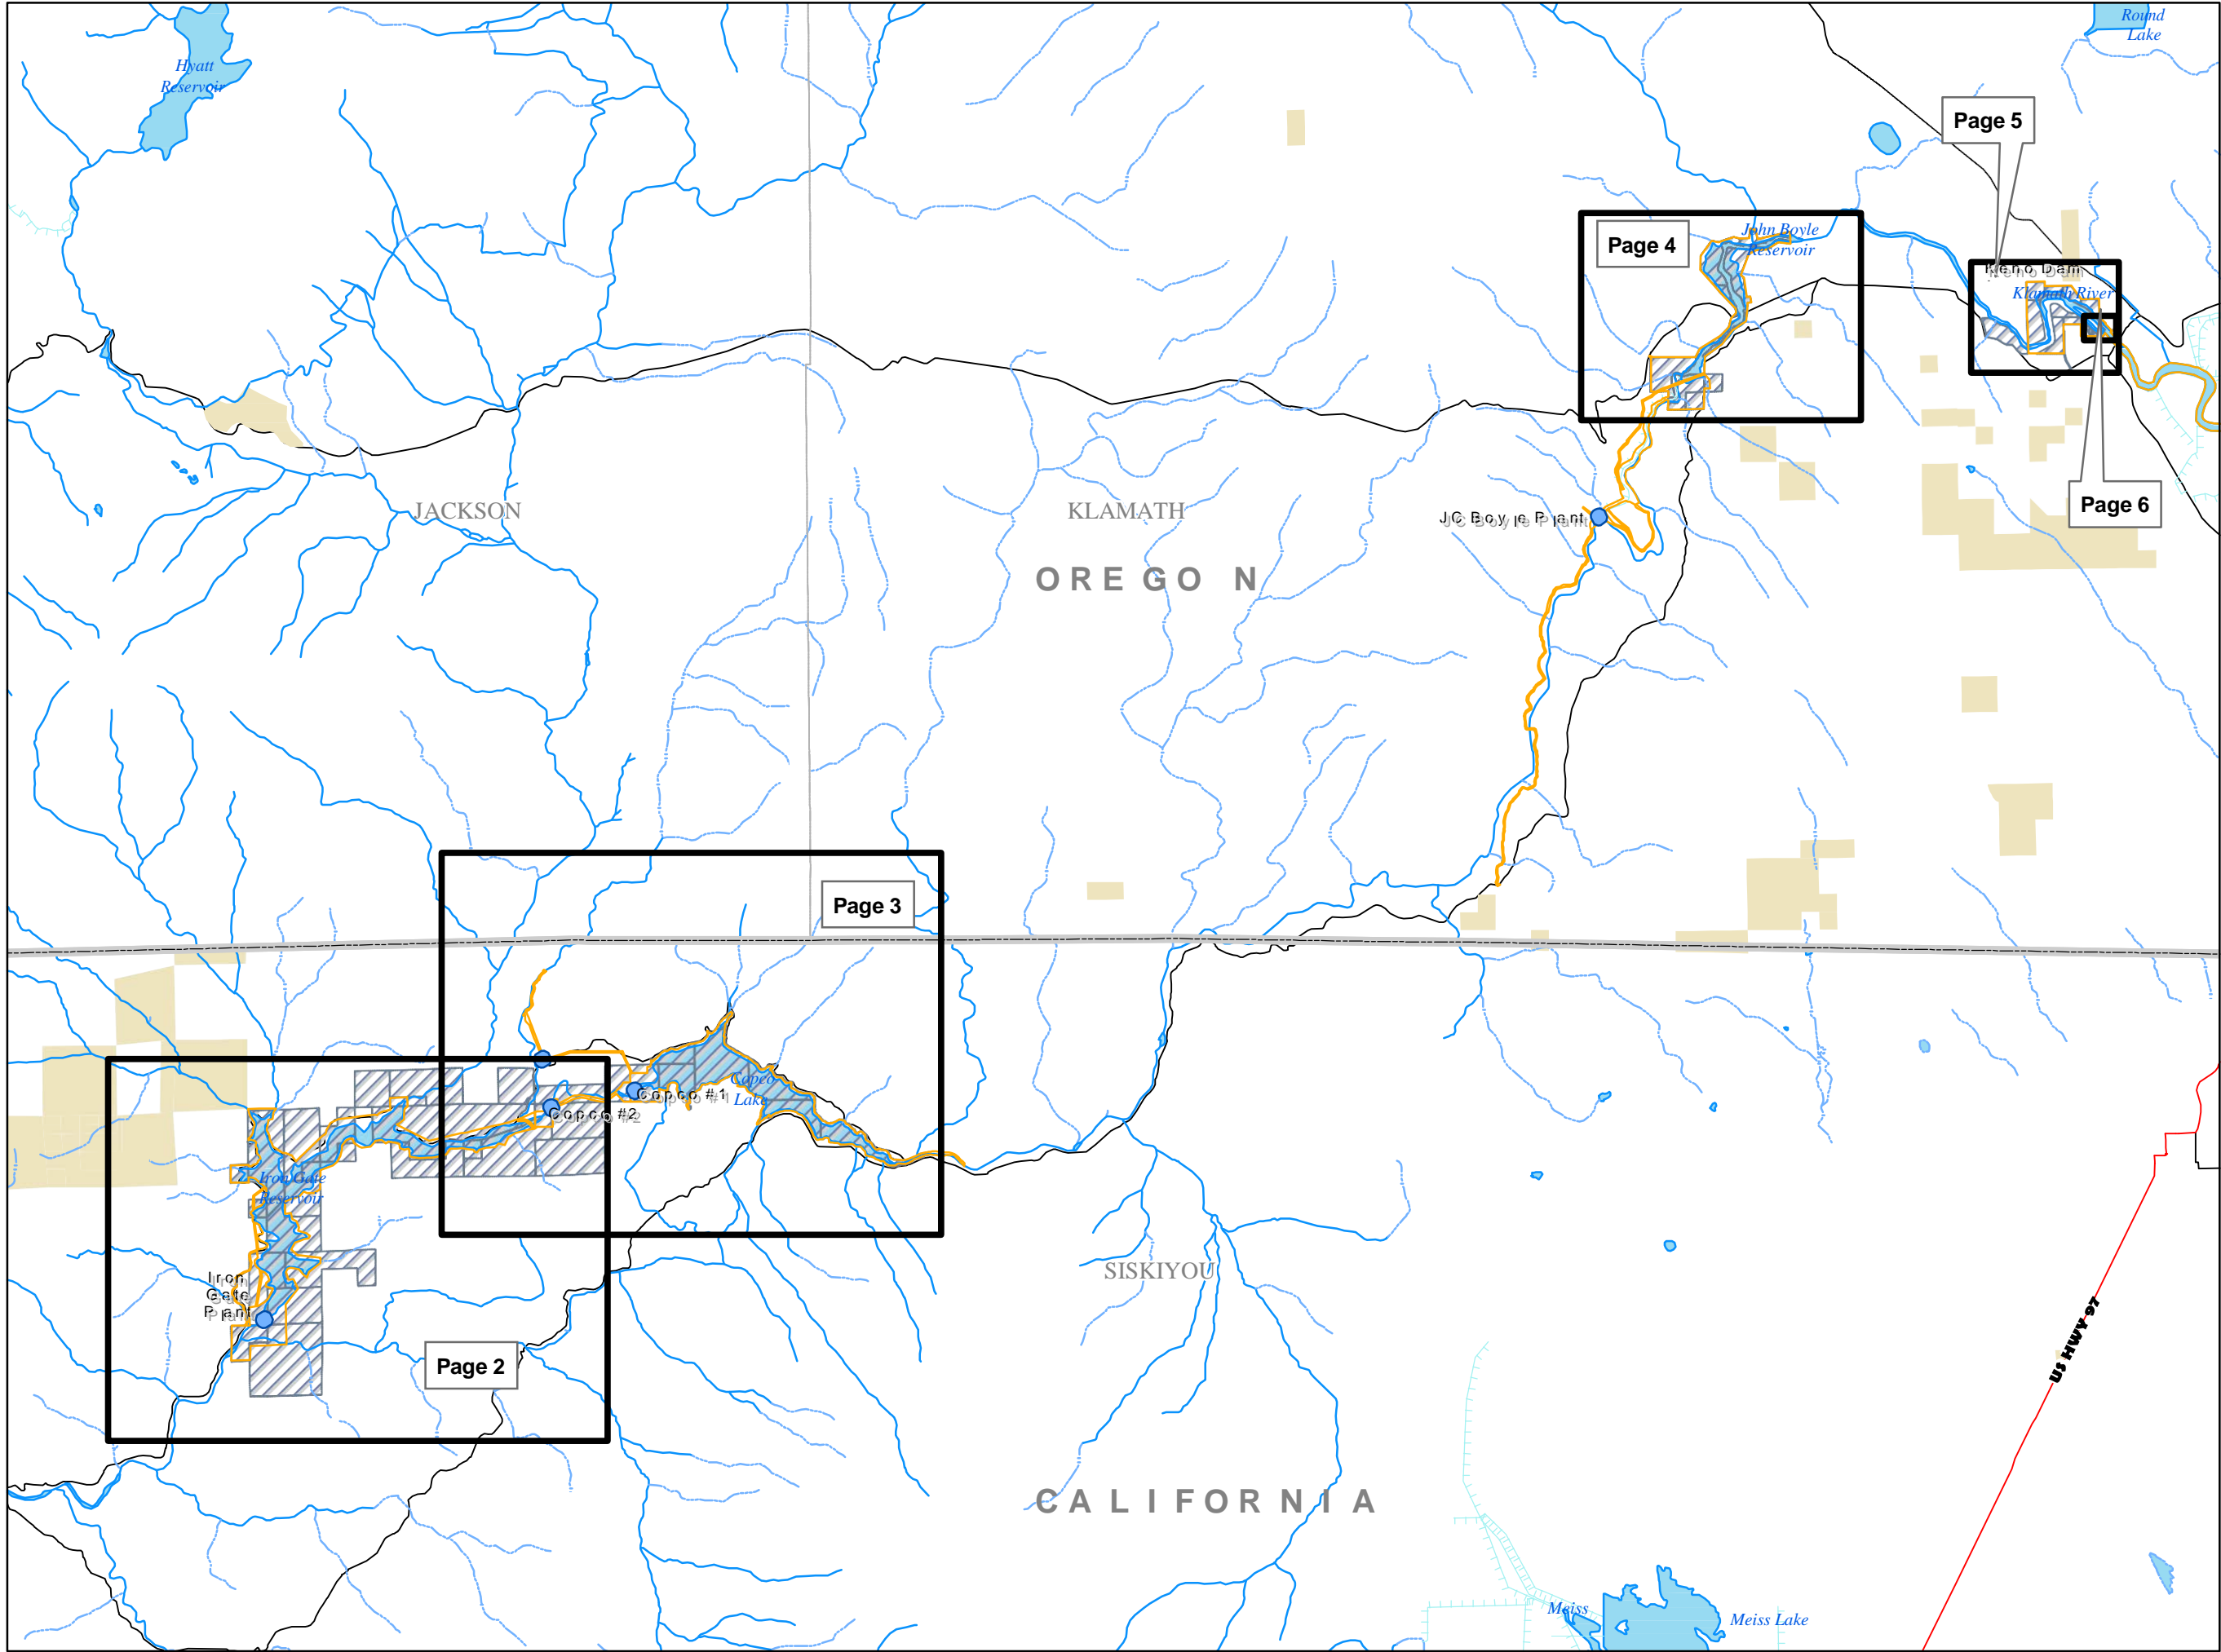 Round
Lake
Hyatt
Reservoir
Page 5
John Boyle
Reservoir
Page 4
Keno Dam
Klamath River
JACKSON
KLAMATH
Page 6
JC Boyle Plant
OREGON
Page 3
Copco
Lake
Copco #1
Copco #2
Iron Gate
Reservoir
SISKIYOU
Iron
Gate
Plant
US HWY 97
Page 2
CALIFORNIA
Meiss
Meiss Lake